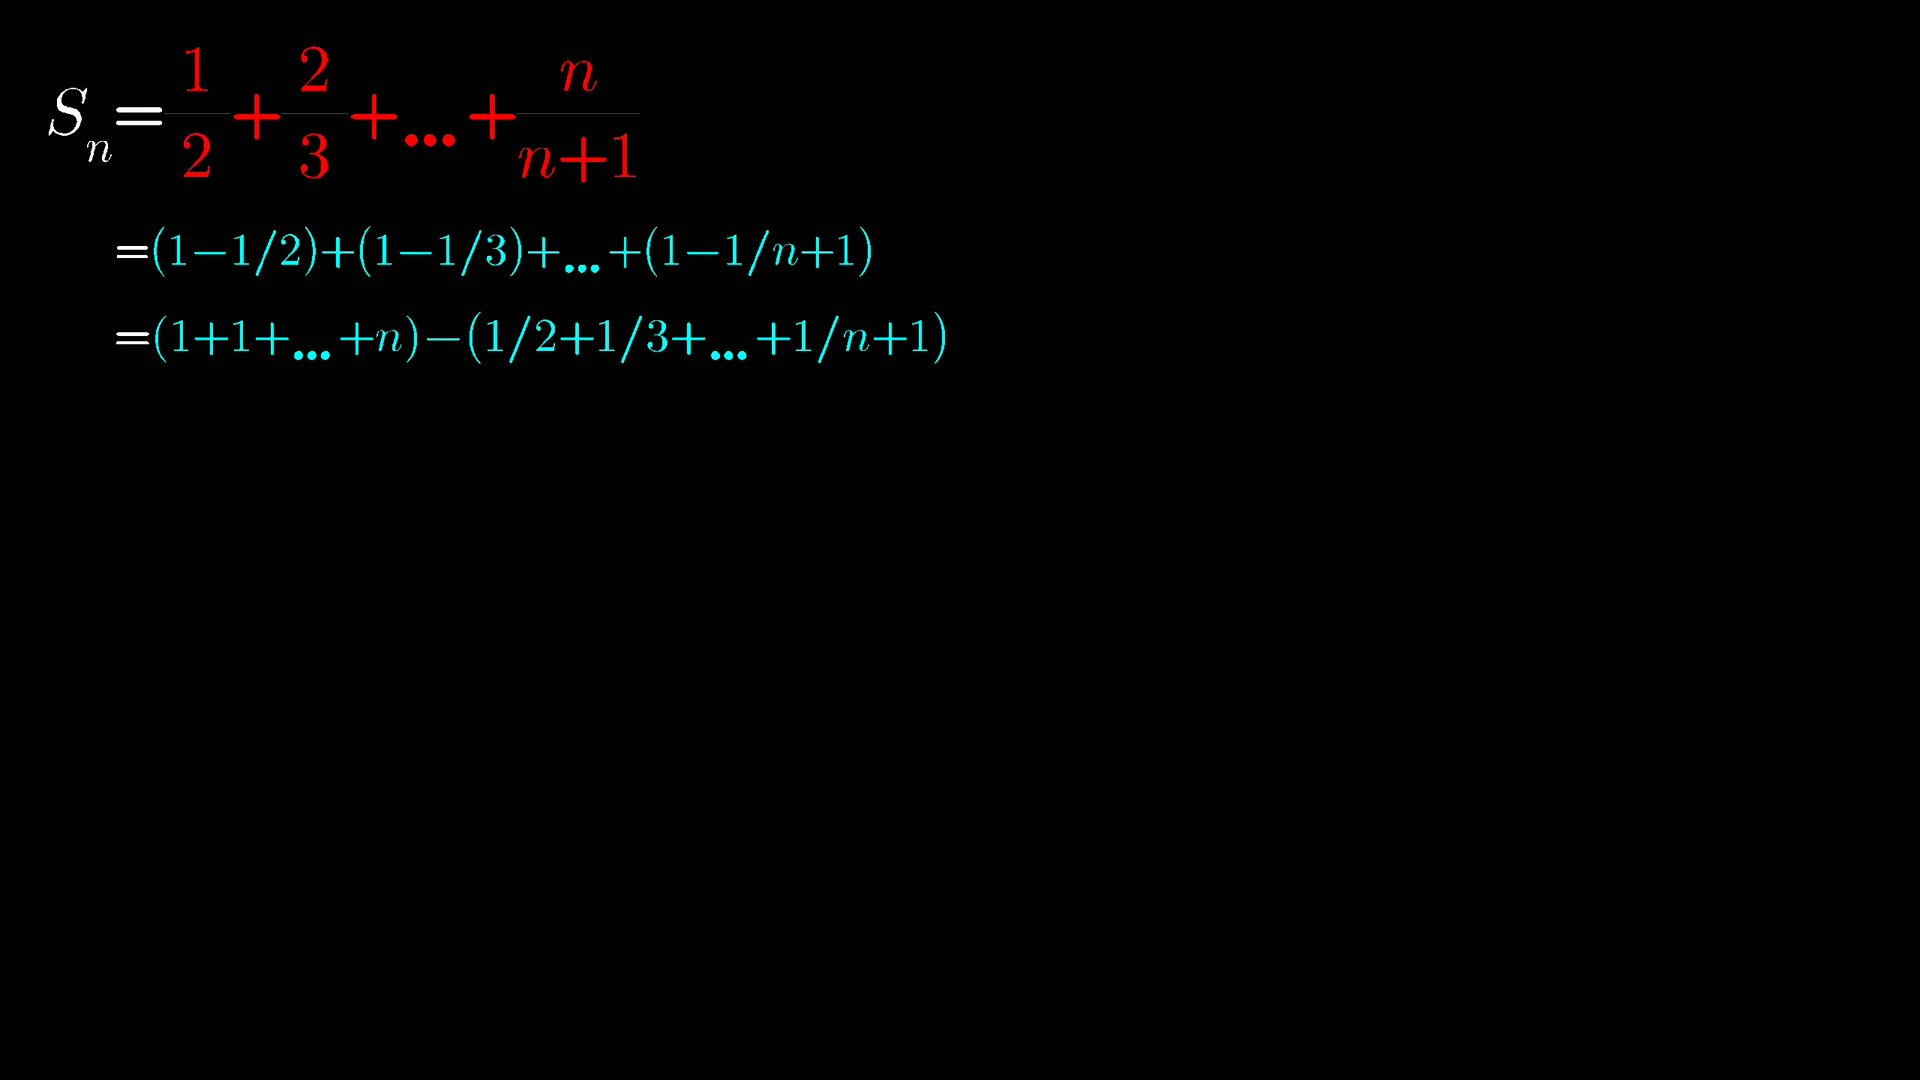 Sₙ=1/2+2/3+...+n/n+1
=(1−1/2)+(1−1/3)+...+(1−1/n+1)
=(1+1+...+n)−(1/2+1/3+...+1/n+1)